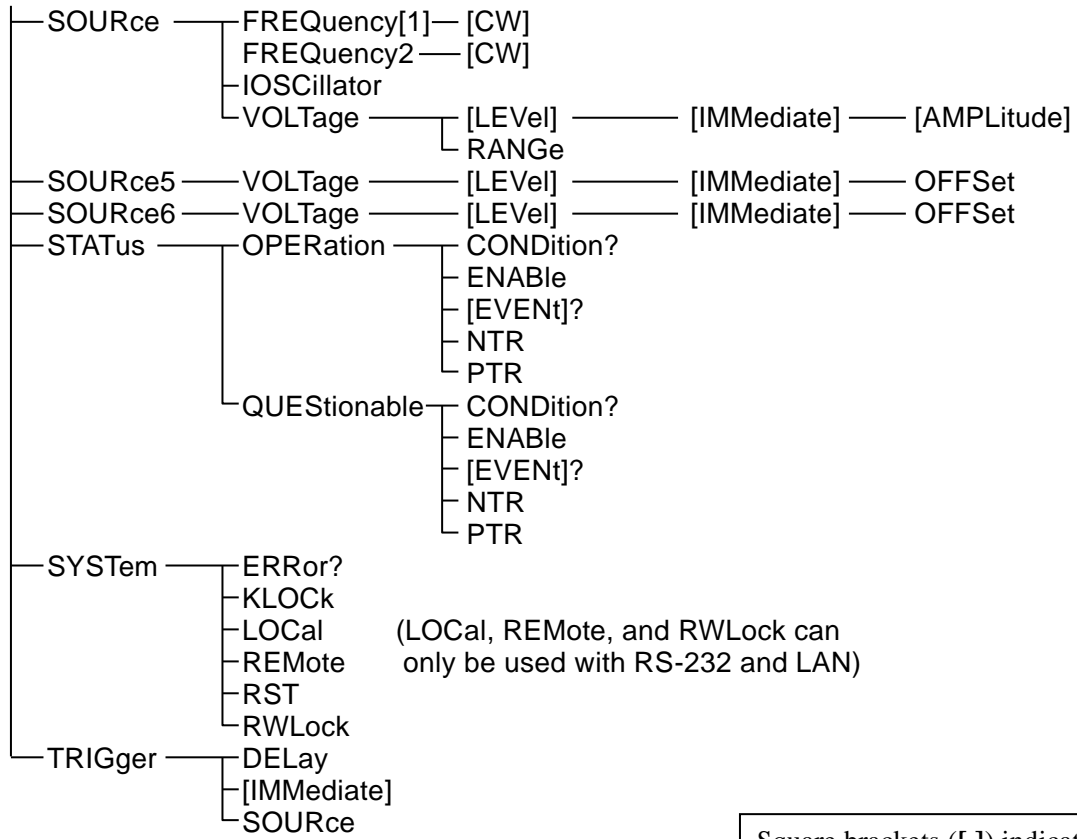 SOURce FREQuency[1] [CW]
FREQuency2 [CW]
IOSCillator
VOLTage [LEVel] [IMMediate] [AMPLitude]
RANGe
SOURce5 VOLTage [LEVel] [IMMediate] OFFSet
SOURce6 VOLTage [LEVel] [IMMediate] OFFSet
STATus OPERation CONDition?
ENABle
[EVENt]?
NTR
PTR
QUEStionable CONDition?
ENABle
[EVENt]?
NTR
PTR
SYSTem ERRor?
KLOCk
LOCal (LOCal, REMote, and RWLock can
REMote only be used with RS-232 and LAN)
RST
RWLock
TRIGger DELay
[IMMediate]
SOURce
Square brackets ([ ]) indicat